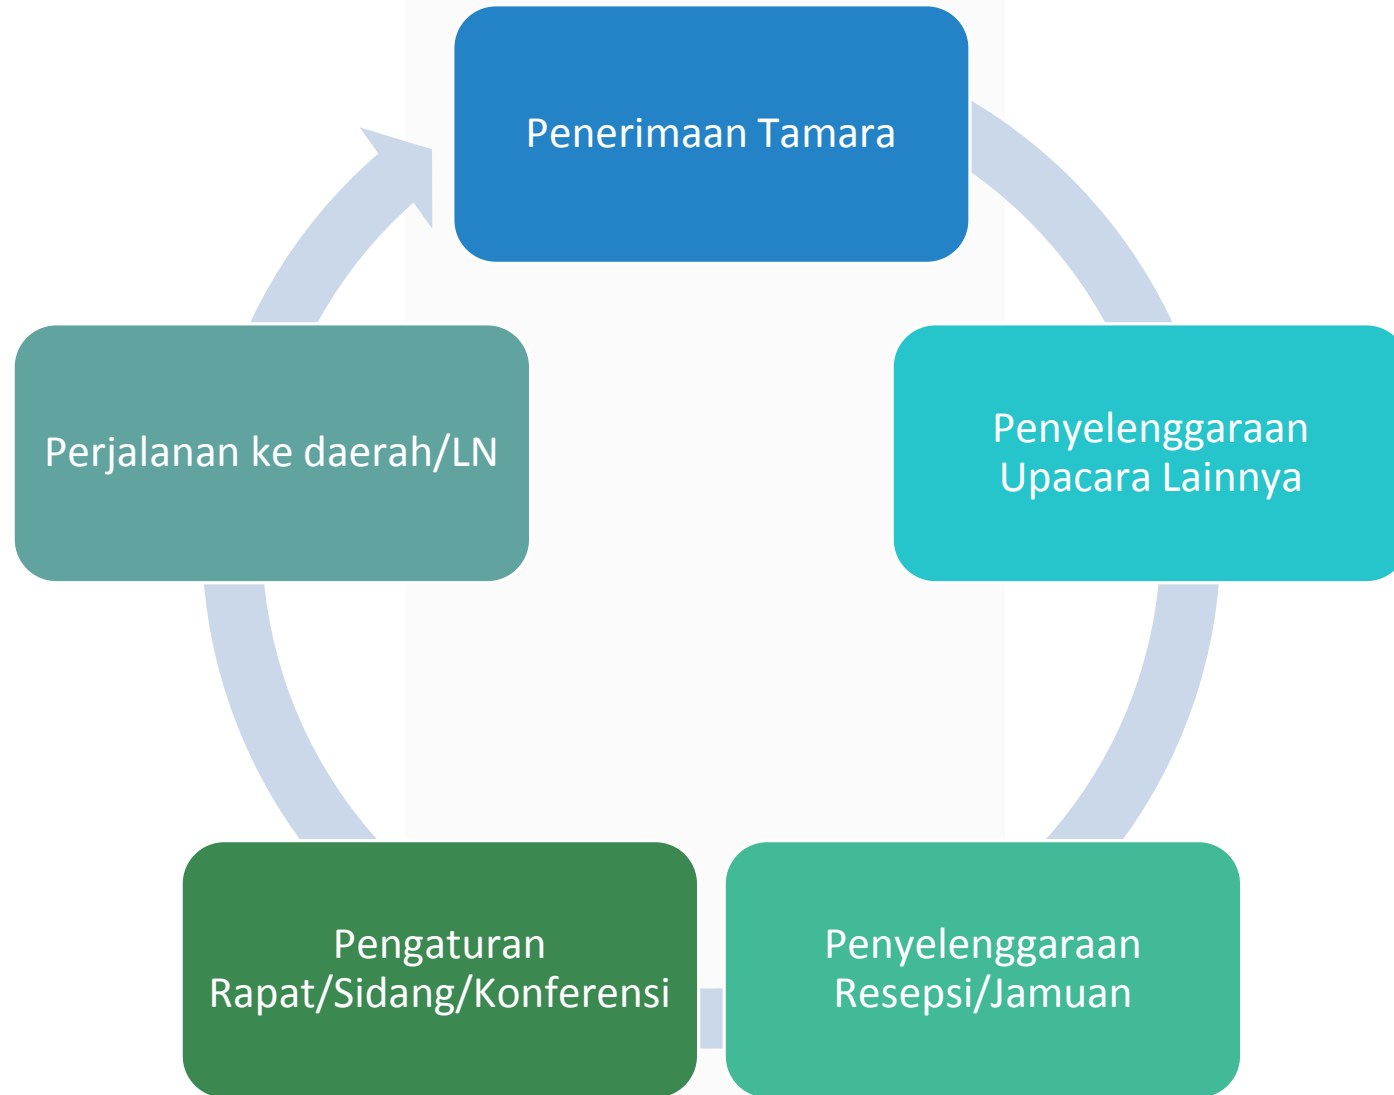 Penerimaan Tamara
Penyelenggaraan
Upacara Lainnya
Penyelenggaraan
Resepsi/Jamuan
Pengaturan
Rapat/Sidang/Konferensi
Perjalanan ke daerah/LN